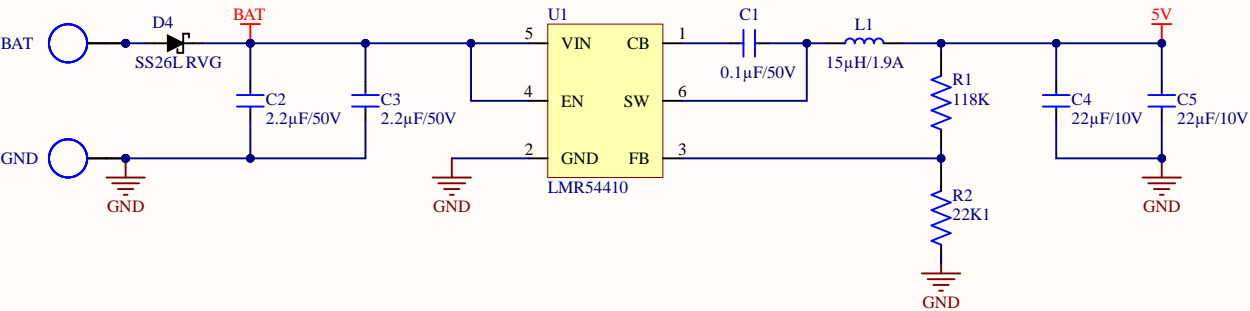 D4
BAT
U1
C1
L1
5V
BAT
SS26LRVG
5
VIN
CB
1
0.1µF/50V
15µH/1.9A
R1
118K
C2
2.2µF/50V
C3
2.2µF/50V
4
EN
SW
6
C4
22µF/10V
C5
22µF/10V
GND
2
GND
FB
3
LMR54410
GND
GND
R2
22K1
GND
GND